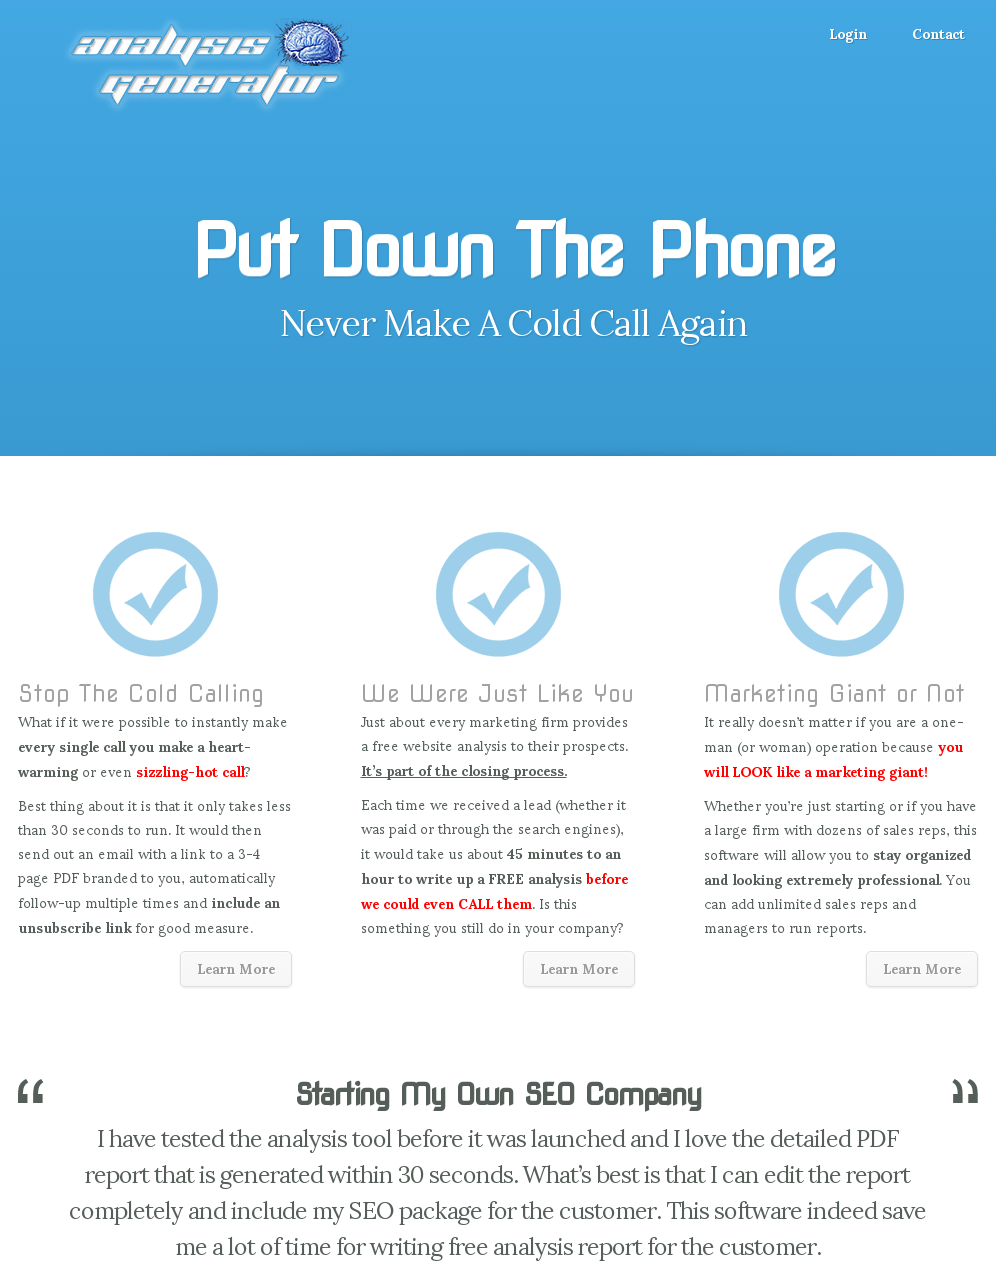 analysis
generator
Login
Contact
Put Down The Phone
Never Make A Cold Call Again
Stop The Cold Calling
What if it were possible to instantly make
every single call you make a heart-
warming or even sizzling-hot call?
Best thing about it is that it only takes less
than 30 seconds to run. It would then
send out an email with a link to a 3-4
page PDF branded to you, automatically
follow-up multiple times and include an
unsubscribe link for good measure.
Learn More
We Were Just Like You
Just about every marketing firm provides
a free website analysis to their prospects.
It's part of the closing process.
Each time we received a lead (whether it
was paid or through the search engines),
it would take us about 45 minutes to an
hour to write up a FREE analysis before
we could even CALL them. Is this
something you still do in your company?
Learn More
Marketing Giant or Not
It really doesn't matter if you are a one-
man (or woman) operation because you
will LOOK like a marketing giant!
Whether you're just starting or if you have
a large firm with dozens of sales reps, this
software will allow you to stay organized
and looking extremely professional. You
can add unlimited sales reps and
managers to run reports.
Learn More
“ Starting My Own SEO Company ”
I have tested the analysis tool before it was launched and I love the detailed PDF
report that is generated within 30 seconds. What's best is that I can edit the report
completely and include my SEO package for the customer. This software indeed save
me a lot of time for writing free analysis report for the customer.